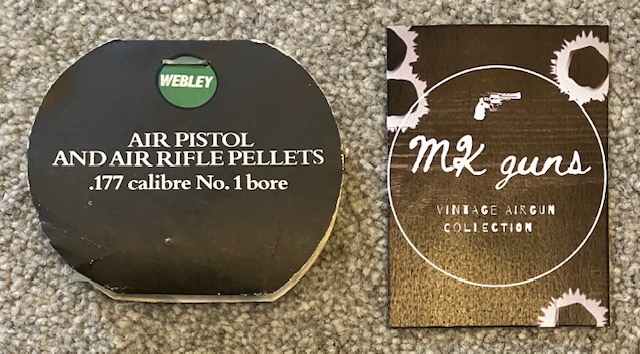 WEBLEY
AIR PISTOL
AND AIR RIFLE PELLETS
.177 calibre No. 1 bore
MK guns
VINTAGE AIRGUN
COLLECTION